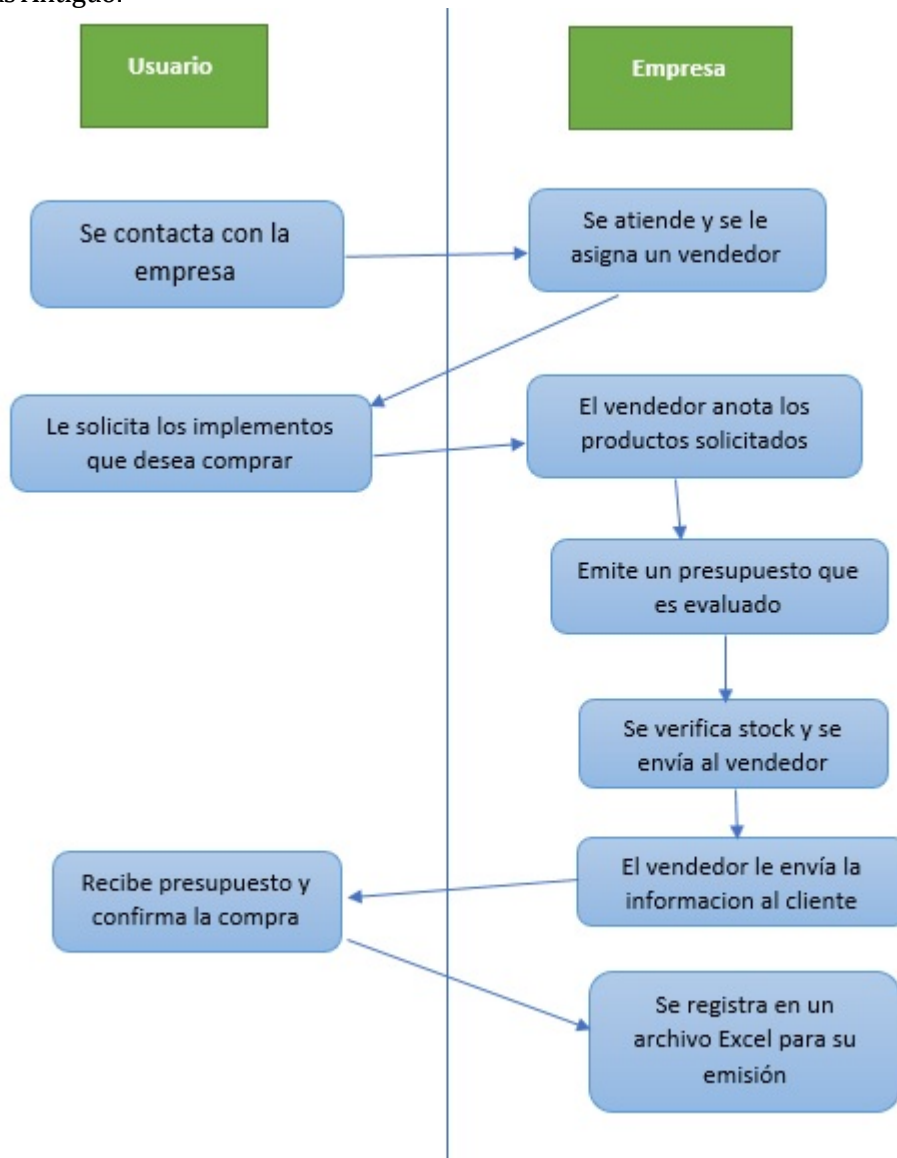 Usuario
Empresa
Se contacta con la
empresa
Se atiende y se le
asigna un vendedor
Le solicita los implementos
que desea comprar
El vendedor anota los
productos solicitados
Emite un presupuesto que
es evaluado
Se verifica stock y se
envía al vendedor
El vendedor le envía la
informacion al cliente
Recibe presupuesto y
confirma la compra
Se registra en un
archivo Excel para su
emisión